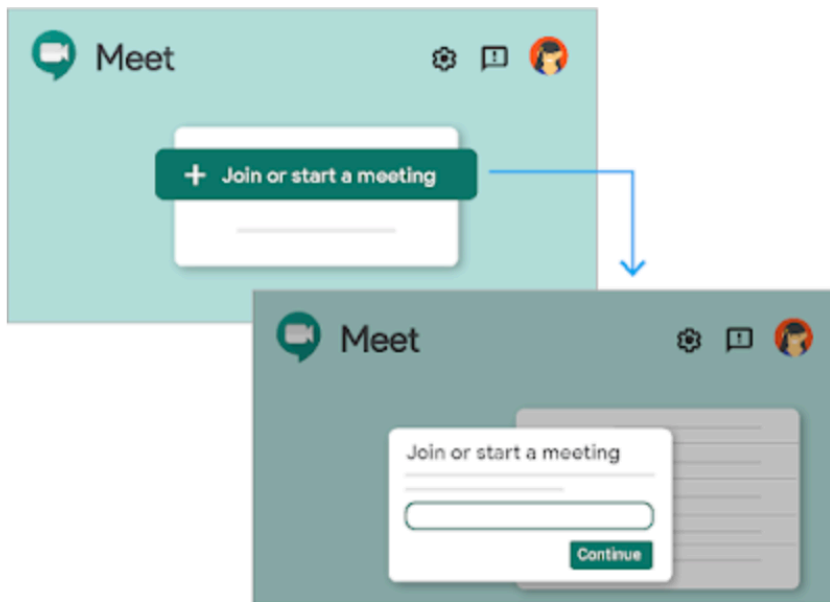 Meet
+ Join or start a meeting
Meet
Join or start a meeting
Continue